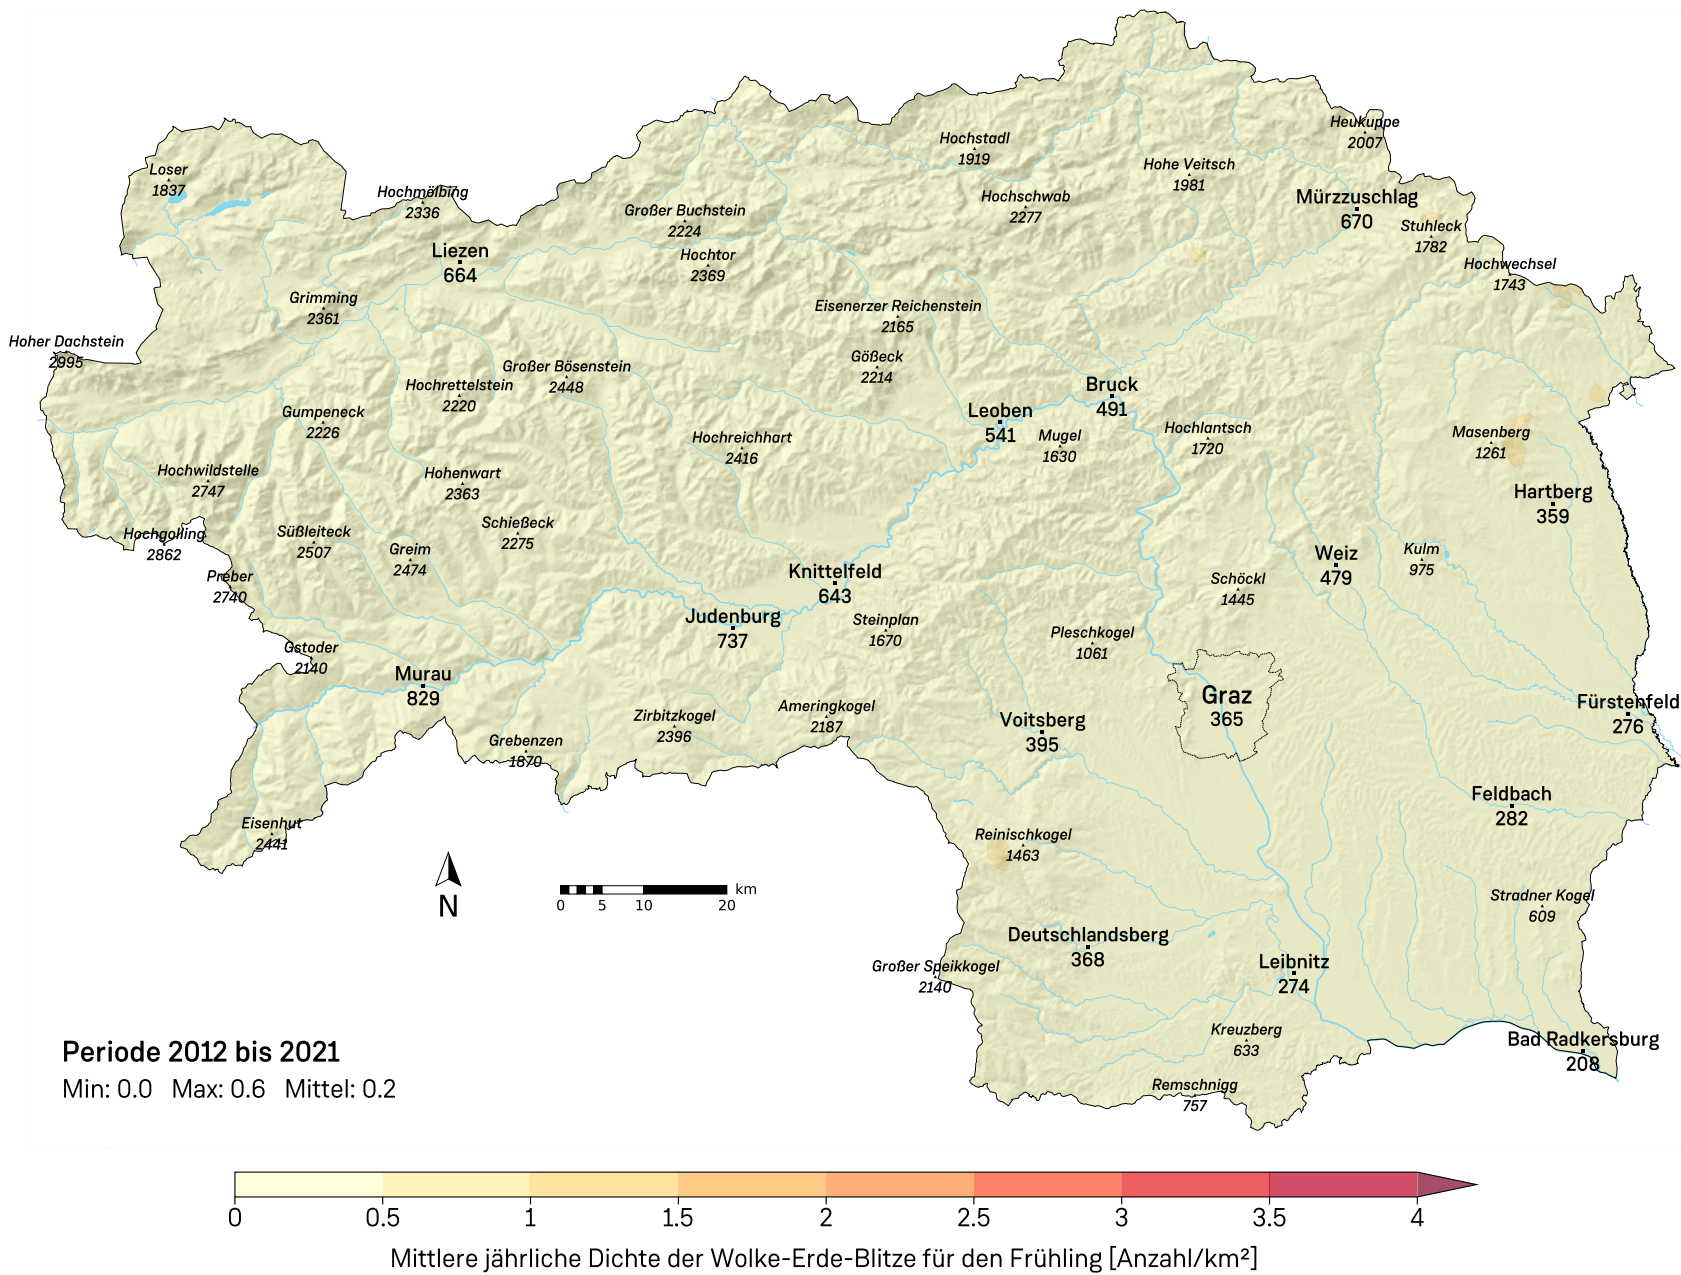 Heukuppe
2007
Hochstadl
1919
Hohe Veitsch
1981
Loser
1837
Hochmölbing
2336
Hochschwab
2277
Mürzzuschlag
670
Großer Buchstein
2224
Stuhleck
1782
Liezen
664
Hochtor
2369
Hochwechsel
1743
Grimming
2361
Eisenerzer Reichenstein
2165
Hoher Dachstein
2995
Gößeck
2214
Großer Bösenstein
2448
Hochrettelstein
2220
Bruck
491
Gumpeneck
2226
Leoben
541
Mugel
1630
Hochlantsch
1720
Masenberg
1261
Hochreichhart
2416
Hochwildstelle
2747
Hohenwart
2363
Hartberg
359
Hochgolling
2862
Süßleiteck
2507
Schießeck
2275
Greim
2474
Weiz
479
Kulm
975
Preber
2740
Knittelfeld
643
Schöckl
1445
Judenburg
737
Steinplan
1670
Pleschkogel
1061
Gstoder
2140
Murau
829
Graz
365
Fürstenfeld
276
Zirbitzkogel
2396
Ameringkogel
2187
Voitsberg
395
Grebenzen
1870
Feldbach
282
Eisenhut
2441
Reinischkogel
1463
N
km
0 5 10 20
Stradner Kogel
609
Deutschlandsberg
368
Großer Speikkogel
2140
Leibnitz
274
Kreuzberg
633
Bad Radkersburg
208
Remschnigg
757
Periode 2012 bis 2021
Min: 0.0 Max: 0.6 Mittel: 0.2
0 0.5 1 1.5 2 2.5 3 3.5 4
Mittlere jährliche Dichte der Wolke-Erde-Blitze für den Frühling [Anzahl/km²]